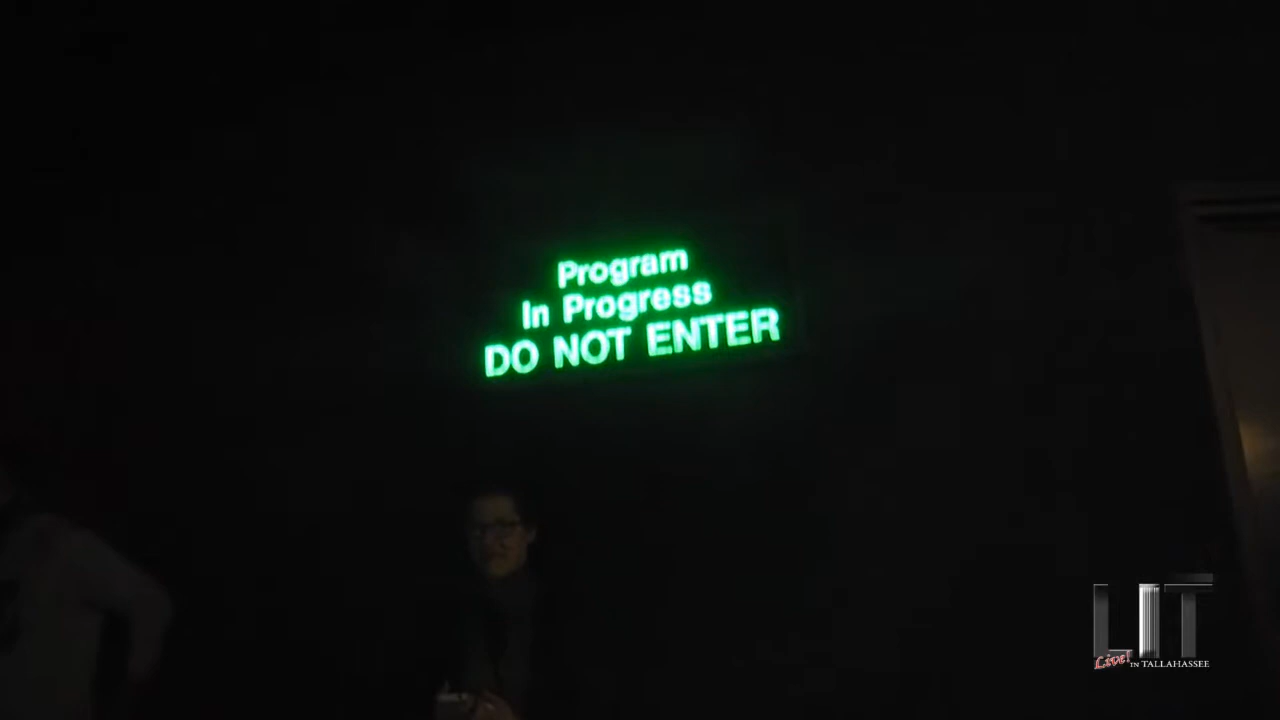 Program
In Progress
DO NOT ENTER
LIT
Live! IN TALLAHASSEE